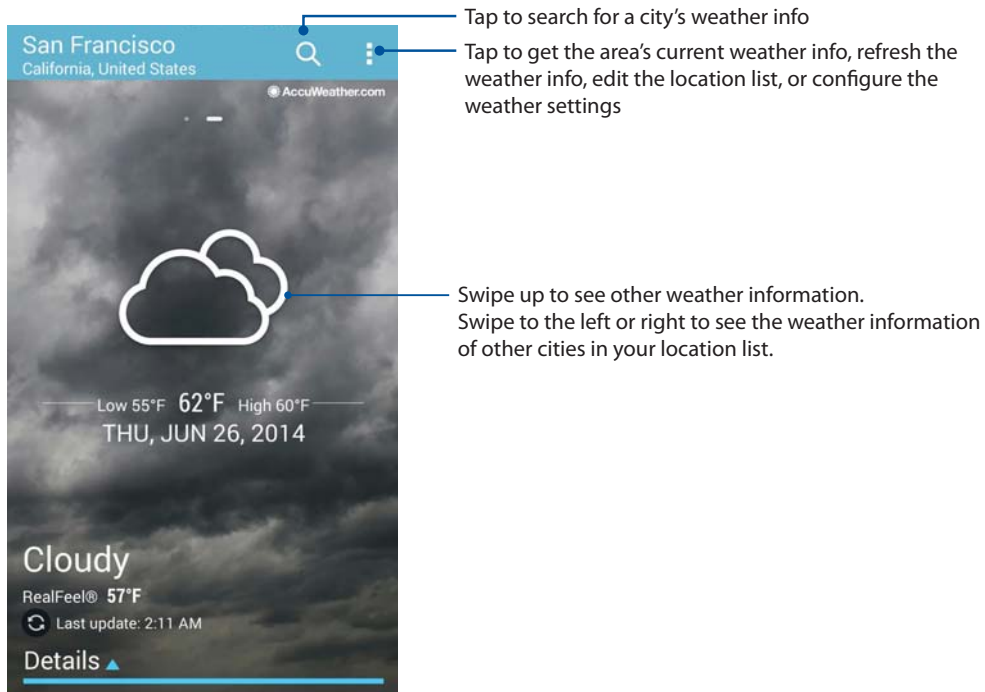 Tap to search for a city's weather info
Tap to get the area's current weather info, refresh the
weather info, edit the location list, or configure the
weather settings
San Francisco
California, United States
AccuWeather.com
Swipe up to see other weather information.
Swipe to the left or right to see the weather information
of other cities in your location list.
Low 55°F 62°F High 60°F
THU, JUN 26, 2014
Cloudy
RealFeel® 57°F
Last update: 2:11 AM
Details